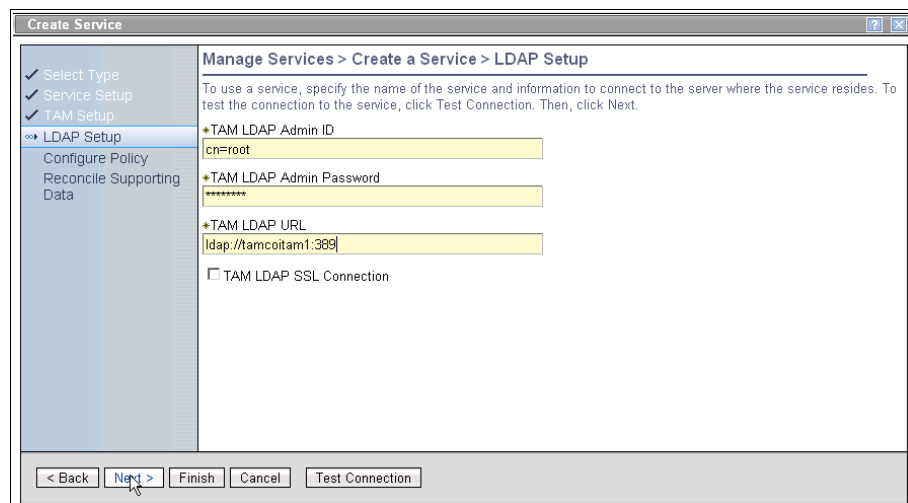 Create Service
Select Type
Service Setup
TAM Setup
LDAP Setup
Configure Policy
Reconcile Supporting
Data
Manage Services > Create a Service > LDAP Setup
To use a service, specify the name of the service and information to connect to the server where the service resides. To
test the connection to the service, click Test Connection. Then, click Next.
*TAM LDAP Admin ID
cn=root
*TAM LDAP Admin Password
********
*TAM LDAP URL
ldap://tamcoitam1:389
TAM LDAP SSL Connection
< Back Next > Finish Cancel Test Connection